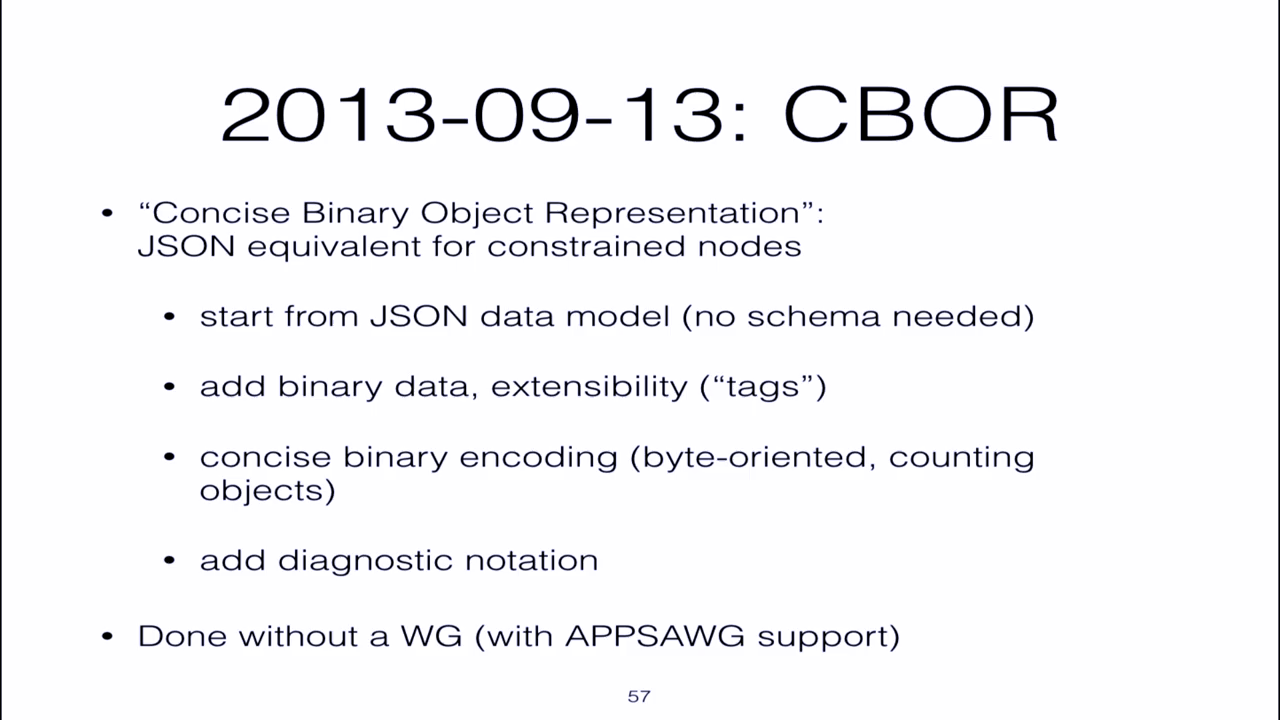 2013-09-13: CBOR
• “Concise Binary Object Representation”:
JSON equivalent for constrained nodes
• start from JSON data model (no schema needed)
• add binary data, extensibility (“tags”)
• concise binary encoding (byte-oriented, counting
objects)
• add diagnostic notation
• Done without a WG (with APPSAWG support)
57